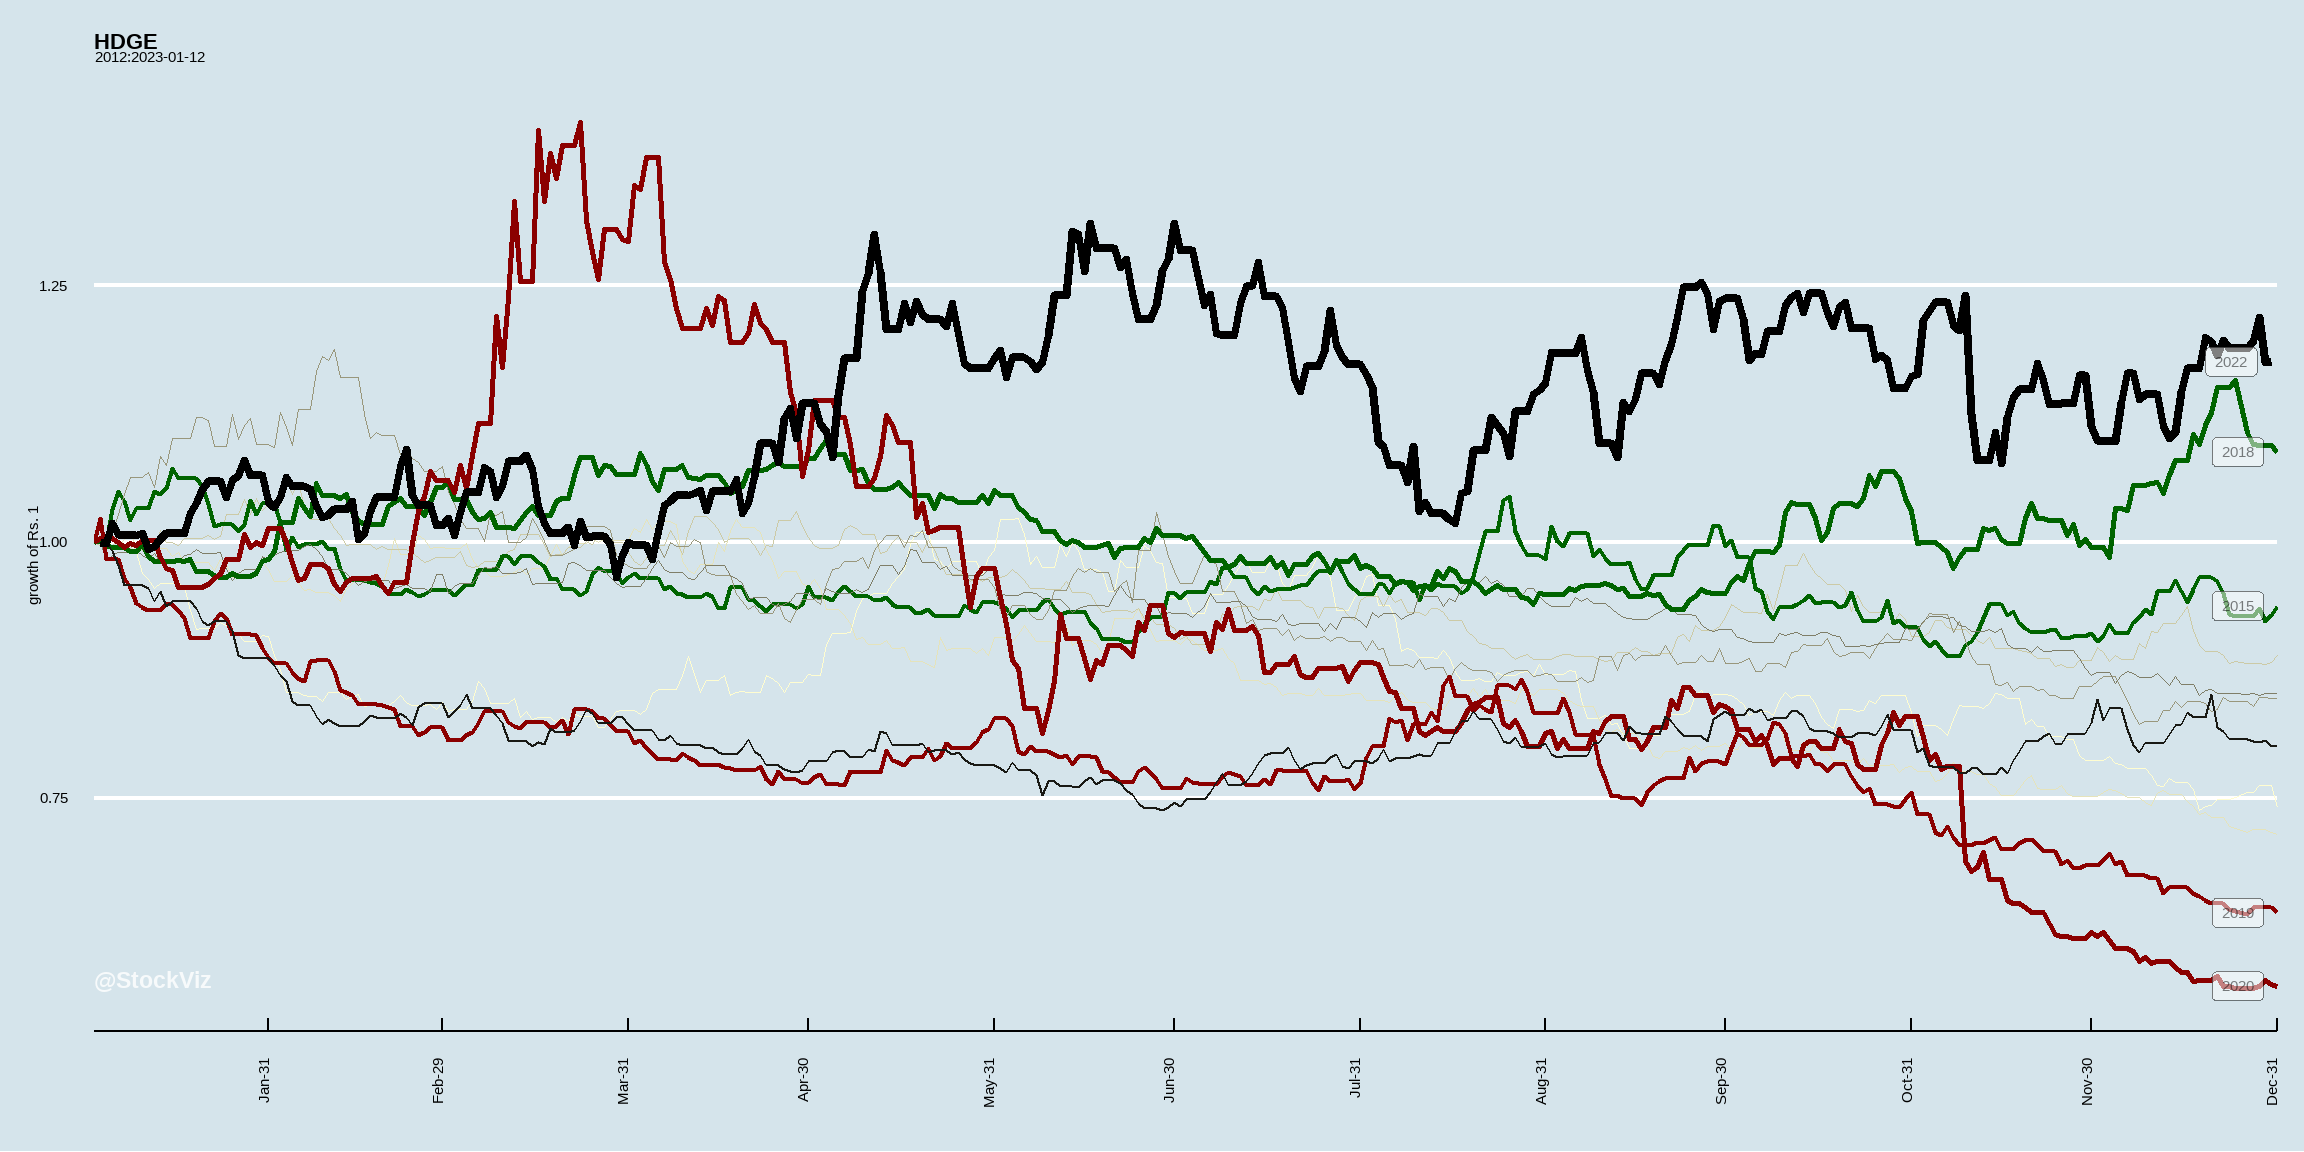 HDGE
2012:2023-01-12
growth of Rs. 1
1.25
1.00
0.75
2022
2018
2015
2019
2020
@StockViz
Jan-31
Feb-29
Mar-31
Apr-30
May-31
Jun-30
Jul-31
Aug-31
Sep-30
Oct-31
Nov-30
Dec-31